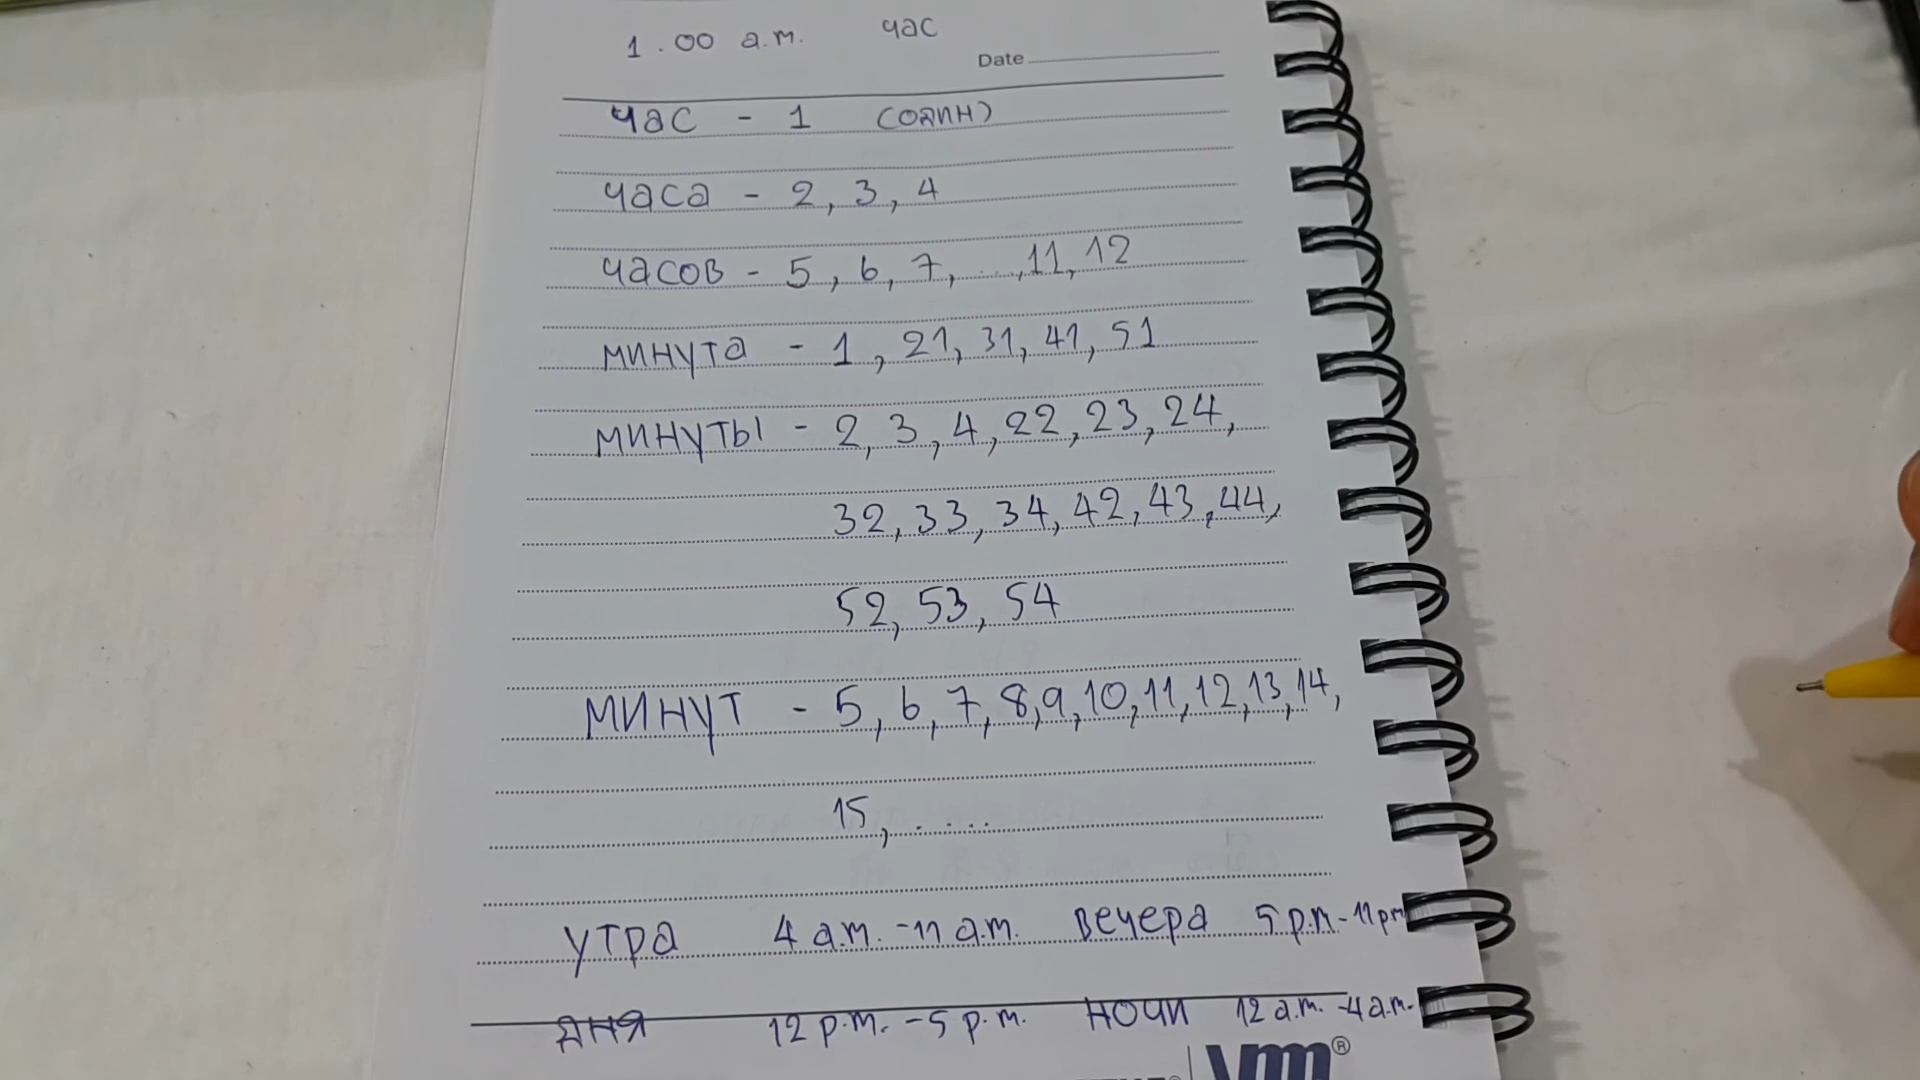 1.00 a.m. час
Date
час - 1 (один)
часа - 2, 3, 4
часов - 5, 6, 7, ...., 11, 12
минута - 1, 21, 31, 41, 51
минуты - 2, 3, 4, 22, 23, 24,
32, 33, 34, 42, 43, 44,
52, 53, 54
минут - 5, 6, 7, 8, 9, 10, 11, 12, 13, 14,
15, ......
утра 4 a.m. - 11 a.m. вечера 5 p.m. - 11 pm
дня 12 p.m. - 5 p.m. ночи 12 a.m. - 4 a.m.